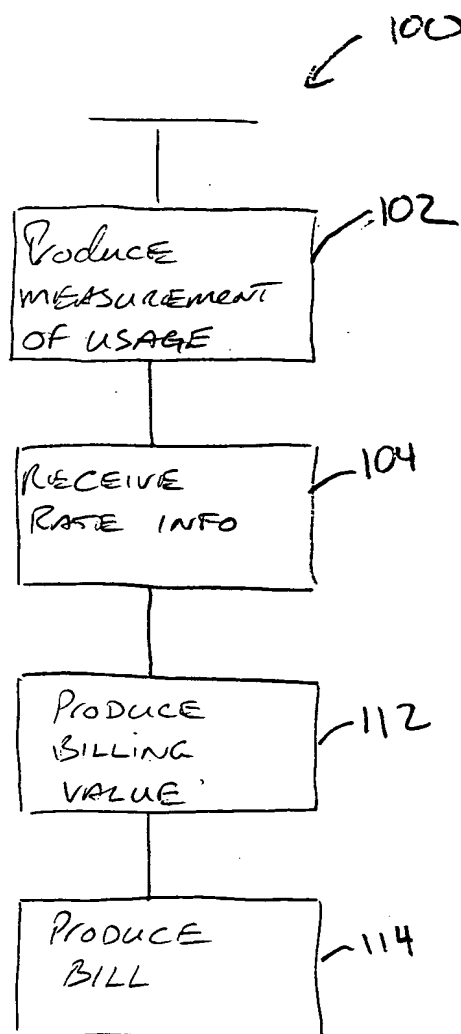 100
Produce
MEASUREMENT
OF USAGE
102
RECEIVE
RATE INFO
104
PRODUCE
BILLING
VALUE
112
PRODUCE
BILL
114